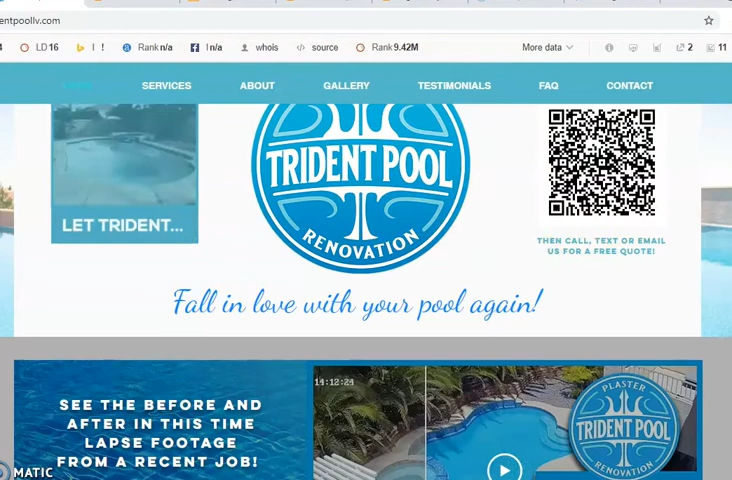 entpoollv.com
4 LD 16 I ! Rank n/a I n/a whois source Rank 9.42M More data 2 11
SERVICES ABOUT GALLERY TESTIMONIALS FAQ CONTACT
LET TRIDENT...
TRIDENT POOL
RENOVATION
THEN CALL, TEXT OR EMAIL
US FOR A FREE QUOTE!
Fall in love with your pool again!
SEE THE BEFORE AND
AFTER IN THIS TIME
LAPSE FOOTAGE
FROM A RECENT JOB!
14:12:24
PLASTER
TRIDENT POOL
RENOVATION
MATIC